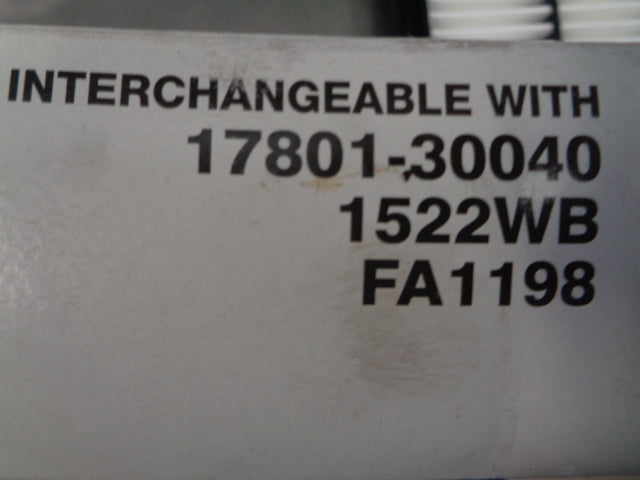 INTERCHANGEABLE WITH
17801-30040
1522WB
FA1198